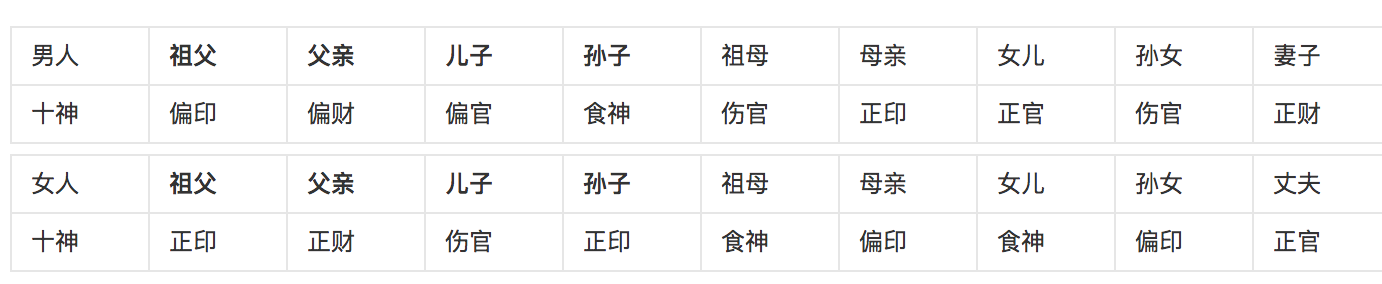 男人 祖父 父亲 儿子 孙子 祖母 母亲 女儿 孙女 妻子
十神 偏印 偏财 偏官 食神 伤官 正印 正官 伤官 正财
女人 祖父 父亲 儿子 孙子 祖母 母亲 女儿 孙女 丈夫
十神 正印 正财 伤官 正印 食神 偏印 食神 偏印 正官